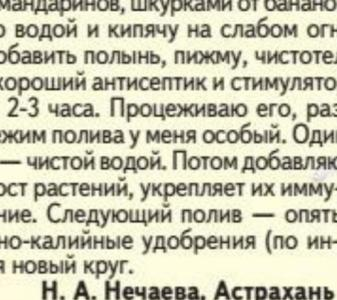 мандаринов, шкурками от банано
о водой и кипячу на слабом огн
обавить полынь, пижму, чистоте
хороший антисептик и стимулято
2-3 часа. Процеживаю его, раз
ежим полива у меня особый. Оди
— чистой водой. Потом добавляю
ост растений, укрепляет их имму-
ние. Следующий полив — опять
но-калийные удобрения (по ин-
я новый круг.
Н. А. Нечаева, Астрахань